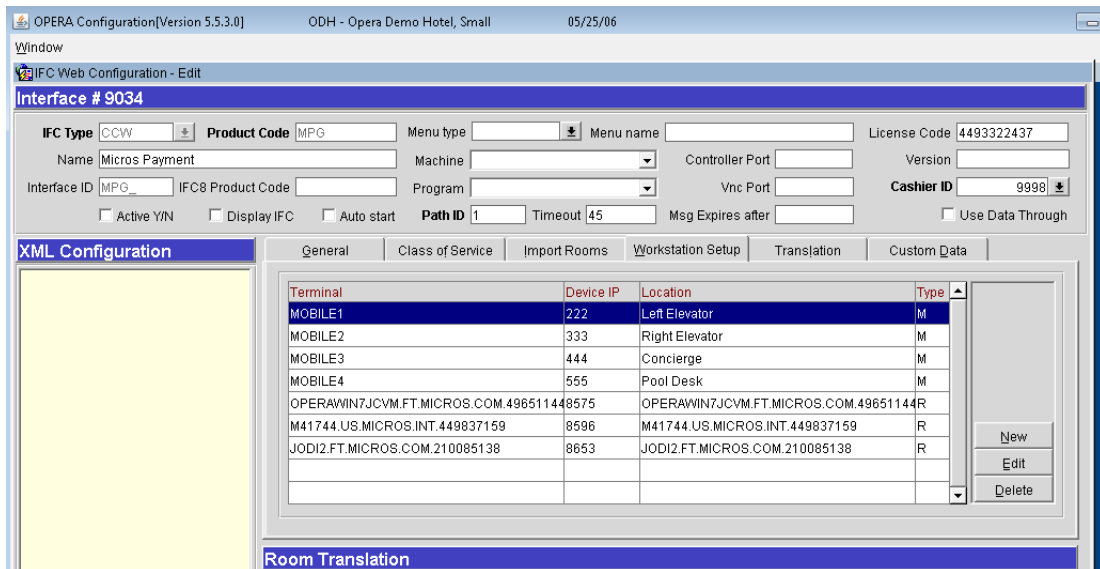 OPERA Configuration[Version 5.5.3.0] ODH - Opera Demo Hotel, Small 05/25/06
Window
IFC Web Configuration - Edit
Interface # 9034
IFC Type CCW Product Code MPG Menu type Menu name License Code 4493322437
Name Micros Payment Machine Controller Port Version
Interface ID MPG_ IFC8 Product Code Program Vnc Port Cashier ID 9998
Active Y/N Display IFC Auto start Path ID 1 Timeout 45 Msg Expires after Use Data Through
XML Configuration General Class of Service Import Rooms Workstation Setup Translation Custom Data
Terminal Device IP Location Type
MOBILE1 222 Left Elevator M
MOBILE2 333 Right Elevator M
MOBILE3 444 Concierge M
MOBILE4 555 Pool Desk M
OPERAWIN7JCVM.FT.MICROS.COM.49651144 8575 OPERAWIN7JCVM.FT.MICROS.COM.49651144 R
M41744.US.MICROS.INT.449837159 8596 M41744.US.MICROS.INT.449837159 R
JODI2.FT.MICROS.COM.210085138 8653 JODI2.FT.MICROS.COM.210085138 R
New
Edit
Delete
Room Translation